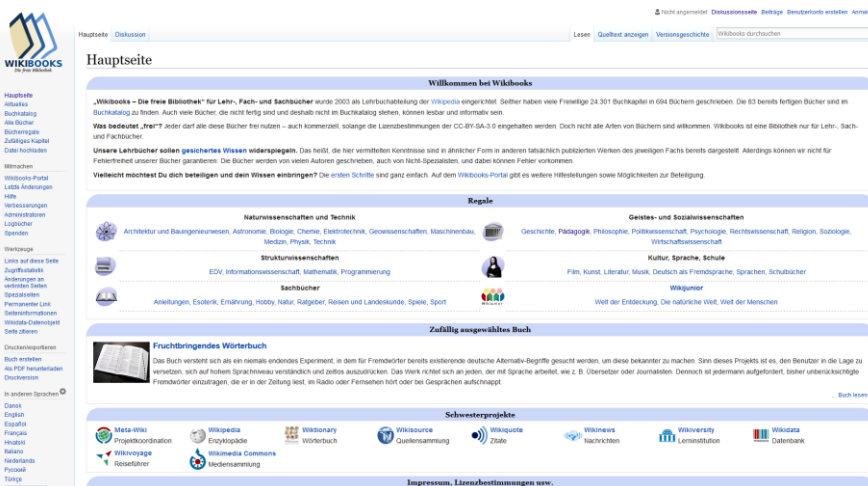 Nicht angemeldet Diskussionsseite Beiträge Benutzerkonto erstellen Anmel
Hauptseite Diskussion Lesen Quelltext anzeigen Versionsgeschichte Wikibooks durchsuchen
WIKIBOOKS
Die freie Bibliothek
Hauptseite
Aktuelles
Buchkatalog
Alle Bücher
Bücherregale
Zufälliges Kapitel
Datei hochladen
Mitmachen
Wikibooks-Portal
Letzte Änderungen
Hilfe
Verbesserungen
Administratoren
Logbücher
Spenden
Werkzeuge
Links auf diese Seite
Zugriffsstatistik
Änderungen an
verlinkten Seiten
Spezialseiten
Permanenter Link
Seiteninformationen
Wikidata-Datenobjekt
Seite zitieren
Drucken/exportieren
Buch erstellen
Als PDF herunterladen
Druckversion
In anderen Sprachen
Dansk
English
Español
Français
Hrvatski
Italiano
Nederlands
Русский
Türkçe
Hauptseite
Willkommen bei Wikibooks
„Wikibooks – Die freie Bibliothek“ für Lehr-, Fach- und Sachbücher wurde 2003 als Lehrbuchabteilung der Wikipedia eingerichtet. Seither haben viele Freiwillige 24.301 Buchkapitel in 694 Büchern geschrieben. Die 83 bereits fertigen Bücher sind im
Buchkatalog zu finden. Auch viele Bücher, die nicht fertig sind und deshalb nicht im Buchkatalog stehen, können lesbar und informativ sein.
Was bedeutet „frei“? Jeder darf alle diese Bücher frei nutzen – auch kommerziell, solange die Lizenzbestimmungen der CC-BY-SA-3.0 eingehalten werden. Doch nicht alle Arten von Büchern sind willkommen. Wikibooks ist eine Bibliothek nur für Lehr-, Sach-
und Fachbücher.
Unsere Lehrbücher sollen gesichertes Wissen widerspiegeln. Das heißt, die hier vermittelten Kenntnisse sind in ähnlicher Form in anderen tatsächlich publizierten Werken des jeweiligen Fachs bereits dargestellt. Allerdings können wir nicht für
Fehlerfreiheit unserer Bücher garantieren: Die Bücher werden von vielen Autoren geschrieben, auch von Nicht-Spezialisten, und dabei können Fehler vorkommen.
Vielleicht möchtest Du dich beteiligen und dein Wissen einbringen? Die ersten Schritte sind ganz einfach. Auf dem Wikibooks-Portal gibt es weitere Hilfestellungen sowie Möglichkeiten zur Beteiligung.
Regale
Naturwissenschaften und Technik
Architektur und Bauingenieurwesen, Astronomie, Biologie, Chemie, Elektrotechnik, Geowissenschaften, Maschinenbau,
Medizin, Physik, Technik
Geistes- und Sozialwissenschaften
Geschichte, Pädagogik, Philosophie, Politikwissenschaft, Psychologie, Rechtswissenschaft, Religion, Soziologie,
Wirtschaftswissenschaft
Strukturwissenschaften
EDV, Informationswissenschaft, Mathematik, Programmierung
Kultur, Sprache, Schule
Film, Kunst, Literatur, Musik, Deutsch als Fremdsprache, Sprachen, Schulbücher
Sachbücher
Anleitungen, Esoterik, Ernährung, Hobby, Natur, Ratgeber, Reisen und Landeskunde, Spiele, Sport
Wikijunior
Welt der Entdeckung, Die natürliche Welt, Welt der Menschen
Zufällig ausgewähltes Buch
Fruchtbringendes Wörterbuch
Das Buch versteht sich als ein niemals endendes Experiment, in dem für Fremdwörter bereits existierende deutsche Alternativ-Begriffe gesucht werden, um diese bekannter zu machen. Sinn dieses Projekts ist es, den Benutzer in die Lage zu
versetzen, sich auf hohem Sprachniveau verständlich und zeitlos auszudrücken. Das Werk richtet sich an jeden, der mit Sprache arbeitet, wie z. B. Übersetzer oder Journalisten. Dennoch ist jedermann aufgefordert, bisher unberücksichtigte
Fremdwörter einzutragen, die er in der Zeitung liest, im Radio oder Fernsehen hört oder bei Gesprächen aufschnappt.
... Buch lesen
Schwesterprojekte
Meta-Wiki
Projektkoordination
Wikipedia
Enzyklopädie
Wiktionary
Wörterbuch
Wikisource
Quellensammlung
Wikiquote
Zitate
Wikinews
Nachrichten
Wikiversity
Lerninstitution
Wikidata
Datenbank
Wikivoyage
Reiseführer
Wikimedia Commons
Mediensammlung
Impressum, Lizenzbestimmungen usw.